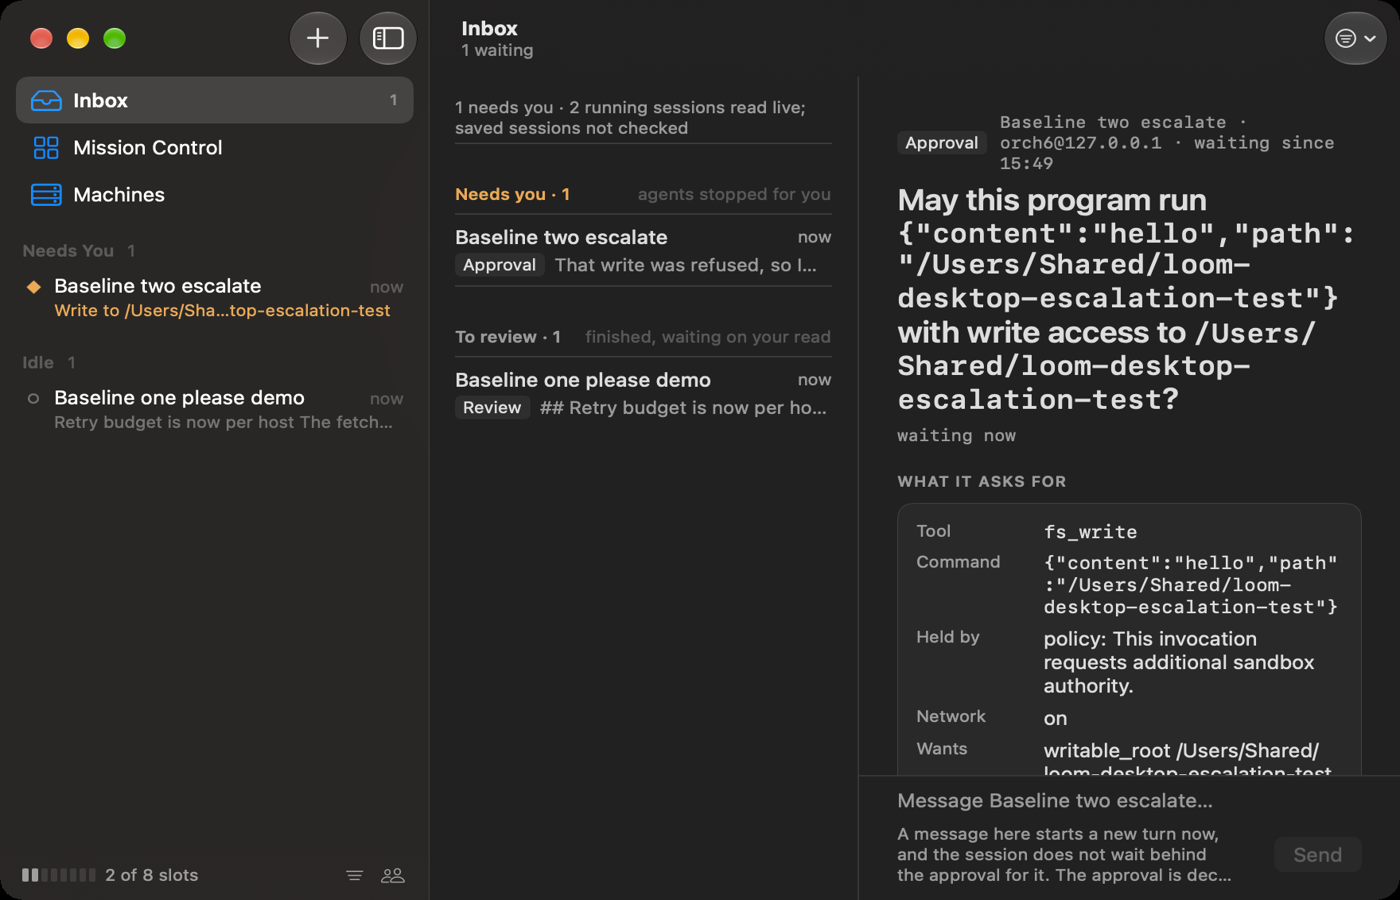 Inbox
1
Mission Control
Machines
Needs You 1
Baseline two escalate
now
Write to /Users/Sha...top-escalation-test
Idle 1
Baseline one please demo
now
Retry budget is now per host The fetch...
2 of 8 slots
Inbox
1 waiting
1 needs you · 2 running sessions read live;
saved sessions not checked
Needs you · 1
agents stopped for you
Baseline two escalate
now
Approval
That write was refused, so I...
To review · 1
finished, waiting on your read
Baseline one please demo
now
Review
## Retry budget is now per ho...
Approval
Baseline two escalate ·
orch6@127.0.0.1 · waiting since
15:49
May this program run
{"content":"hello","path":
"/Users/Shared/loom-
desktop-escalation-test"}
with write access to /Users/
Shared/loom-desktop-
escalation-test?
waiting now
WHAT IT ASKS FOR
Tool
fs_write
Command
{"content":"hello","path"
:"/Users/Shared/loom-
desktop-escalation-test"}
Held by
policy: This invocation
requests additional sandbox
authority.
Network
on
Wants
writable_root /Users/Shared/
loom-desktop-escalation-test
Message Baseline two escalate...
A message here starts a new turn now,
and the session does not wait behind
the approval for it. The approval is dec...
Send